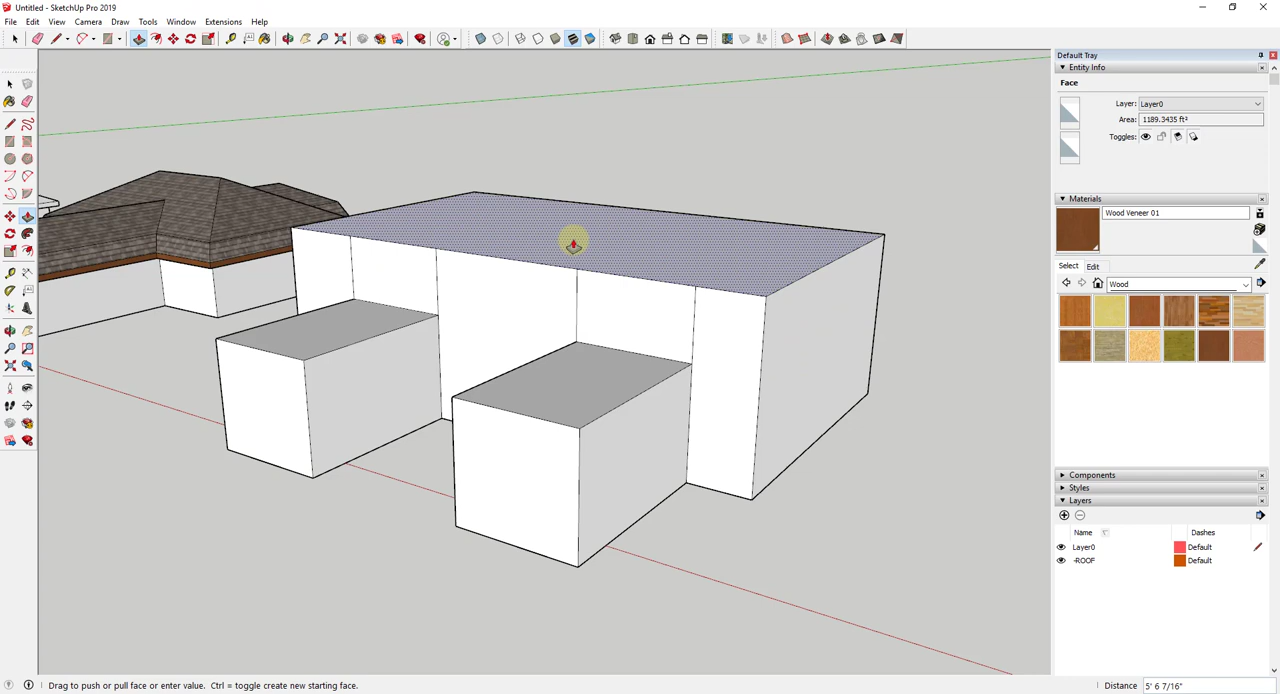 Untitled - SketchUp Pro 2019
File Edit View Camera Draw Tools Window Extensions Help
Default Tray
Entity Info
Face
Layer: Layer0
Area: 1189.3435 ft²
Toggles:
Materials
Wood Veneer 01
Select Edit
Wood
Components
Styles
Layers
Name Dashes
Layer0 Default
-ROOF Default
Drag to push or pull face or enter value. Ctrl = toggle create new starting face.
Distance 5' 6 7/16"